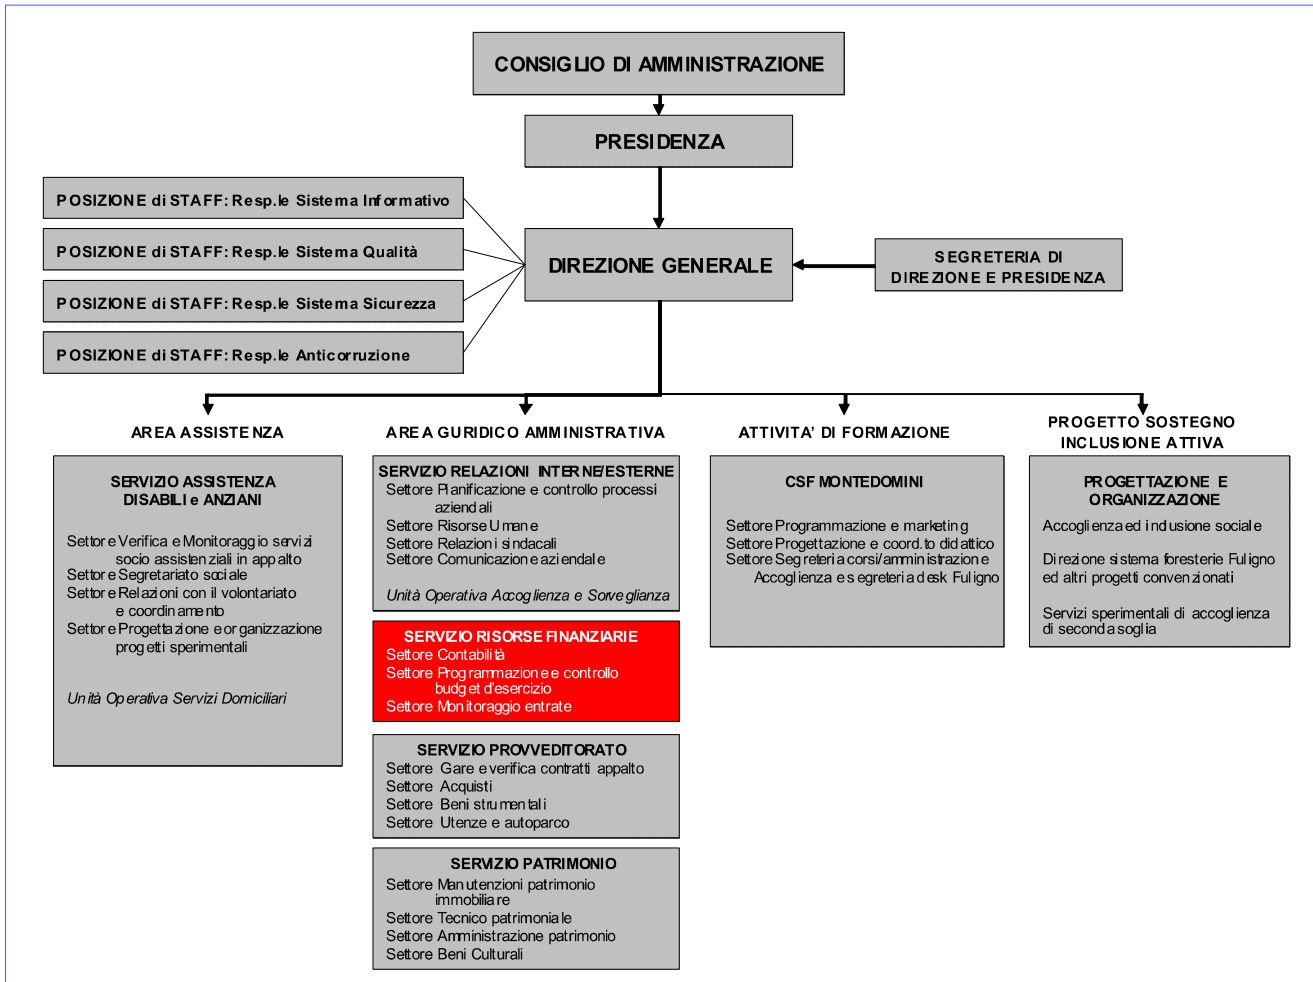 CONSIGLIO DI AMMINISTRAZIONE
PRESIDENZA
POSIZIONE di STAFF: Resp.le Sistema Informativo
POSIZIONE di STAFF: Resp.le Sistema Qualità
POSIZIONE di STAFF: Resp.le Sistema Sicurezza
POSIZIONE di STAFF: Resp.le Anticorruzione
DIREZIONE GENERALE
SEGRETERIA DI
DIREZIONE E PRESIDENZA
AREA ASSISTENZA
SERVIZIO ASSISTENZA
DISABILI e ANZIANI
Settore Verifica e Monitoraggio servizi
socio assistenziali in appalto
Settore Segretariato sociale
Settore Relazioni con il volontariato
e coordinamento
Settore Progettazione e organizzazione
progetti sperimentali
Unità Operativa Servizi Domiciliari
AREA GURIDICO AMMINISTRATIVA
SERVIZIO RELAZIONI INTERNE/ESTERNE
Settore Pianificazione e controllo processi
aziendali
Settore Risorse Umane
Settore Relazioni sindacali
Settore Comunicazione aziendale
Unità Operativa Accoglienza e Sorveglianza
SERVIZIO RISORSE FINANZIARIE
Settore Contabilità
Settore Programmazione e controllo
budget d'esercizio
Settore Monitoraggio entrate
SERVIZIO PROVVEDITORATO
Settore Gare e verifica contratti appalto
Settore Acquisti
Settore Beni strumentali
Settore Utenze e autoparco
SERVIZIO PATRIMONIO
Settore Manutenzioni patrimonio
immobiliare
Settore Tecnico patrimoniale
Settore Amministrazione patrimonio
Settore Beni Culturali
ATTIVITA' DI FORMAZIONE
CSF MONTEDOMINI
Settore Programmazione e marketing
Settore Progettazione e coord.to didattico
Settore Segreteria corsi/amministrazione
Accoglienza e segreteria desk Fuligno
PROGETTO SOSTEGNO
INCLUSIONE ATTIVA
PROGETTAZIONE E
ORGANIZZAZIONE
Accoglienza ed inclusione sociale
Direzione sistema foresterie Fuligno
ed altri progetti convenzionati
Servizi sperimentali di accoglienza
di seconda soglia